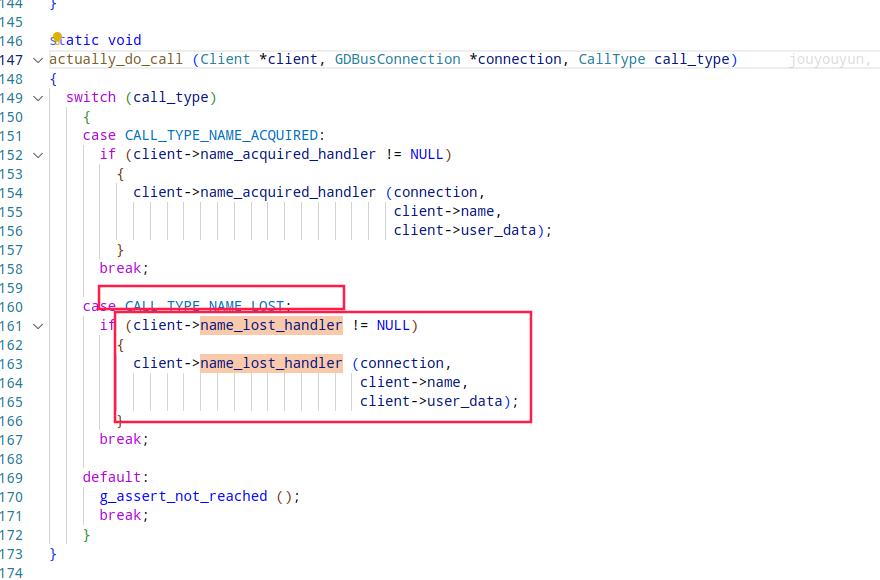 144 }
145
146 static void
147 actually_do_call (Client *client, GDBusConnection *connection, CallType call_type) jouyouyun,
148 {
149 switch (call_type)
150 {
151 case CALL_TYPE_NAME_ACQUIRED:
152 if (client->name_acquired_handler != NULL)
153 {
154 client->name_acquired_handler (connection,
155 client->name,
156 client->user_data);
157 }
158 break;
159
160 case CALL_TYPE_NAME_LOST:
161 if (client->name_lost_handler != NULL)
162 {
163 client->name_lost_handler (connection,
164 client->name,
165 client->user_data);
166 }
167 break;
168
169 default:
170 g_assert_not_reached ();
171 break;
172 }
173 }
174